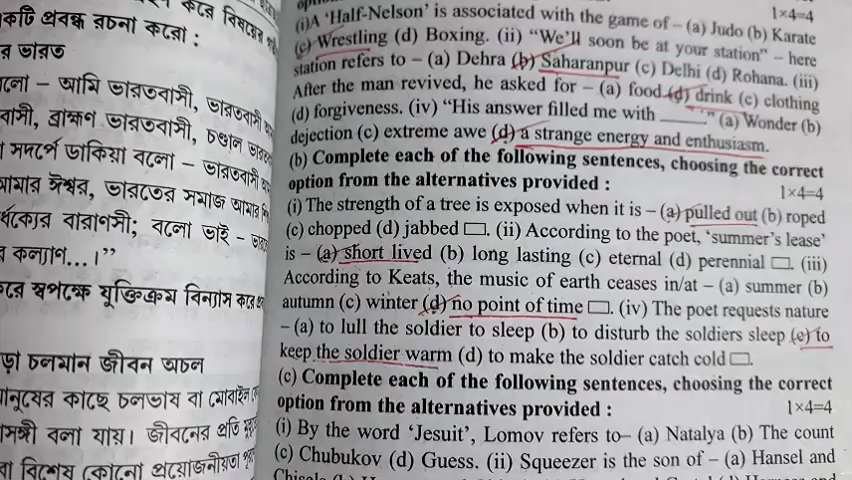 করে বিষয়ের
কটি প্রবন্ধ রচনা করো :
র ভারত
বলো – আমি ভারতবাসী, ভারতবাসী
বাসী, ব্রাহ্মণ ভারতবাসী, চণ্ডাল
সদর্পে ডাকিয়া বলো – ভারতবাসী
আমার ঈশ্বর, ভারতের সমাজ আমার
র্ধক্যের বারাণসী; বলো ভাই –
র কল্যাণ...।”
করে স্বপক্ষে যুক্তিক্রম বিন্যাস করে
ড়া চলমান জীবন অচল
মানুষের কাছে চলভাষ বা মোবাইল
সঙ্গী বলা যায়। জীবনের প্রতি
বা বিশেষ কোনো প্রয়োজনীয়তা
1×4=4
(i)A ‘Half-Nelson’ is associated with the game of – (a) Judo (b) Karate
(c) Wrestling (d) Boxing. (ii) “We’ll soon be at your station” – here
station refers to – (a) Dehra (b) Saharanpur (c) Delhi (d) Rohana. (iii)
After the man revived, he asked for – (a) food (d) drink (c) clothing
(d) forgiveness. (iv) “His answer filled me with ____.” (a) Wonder (b)
dejection (c) extreme awe (d) a strange energy and enthusiasm.
(b) Complete each of the following sentences, choosing the correct
option from the alternatives provided : 1×4=4
(i) The strength of a tree is exposed when it is – (a) pulled out (b) roped
(c) chopped (d) jabbed □. (ii) According to the poet, ‘summer’s lease’
is – (a) short lived (b) long lasting (c) eternal (d) perennial □. (iii)
According to Keats, the music of earth ceases in/at – (a) summer (b)
autumn (c) winter (d) no point of time □. (iv) The poet requests nature
– (a) to lull the soldier to sleep (b) to disturb the soldiers sleep (c) to
keep the soldier warm (d) to make the soldier catch cold □.
(c) Complete each of the following sentences, choosing the correct
option from the alternatives provided : 1×4=4
(i) By the word ‘Jesuit’, Lomov refers to– (a) Natalya (b) The count
(c) Chubukov (d) Guess. (ii) Squeezer is the son of – (a) Hansel and